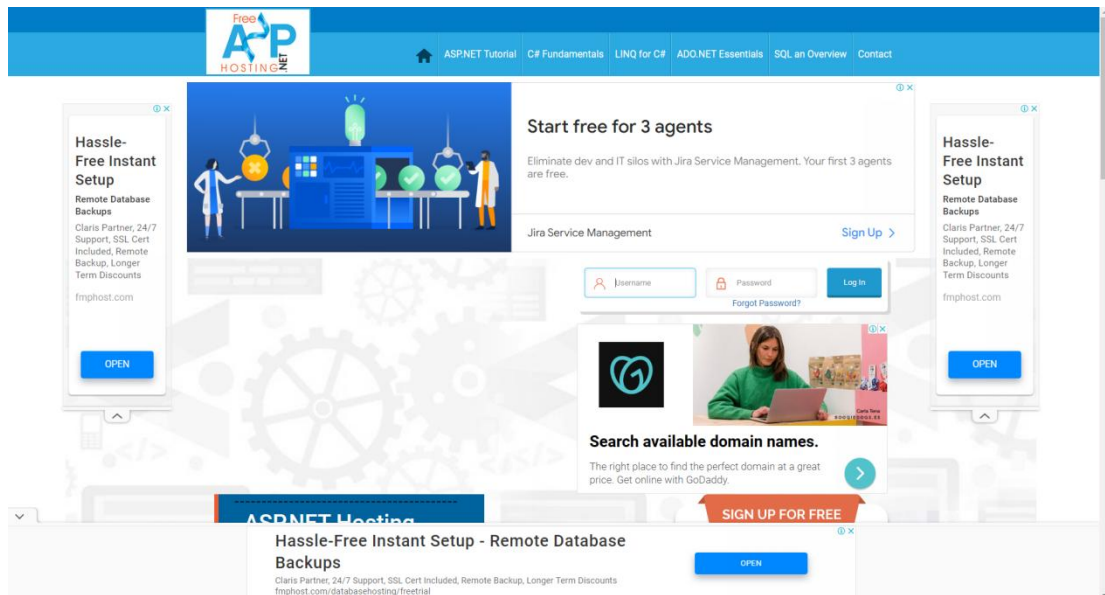 Free
ASP
HOSTING
.NET
ASP.NET Tutorial
C# Fundamentals
LINQ for C#
ADO.NET Essentials
SQL an Overview
Contact
Hassle-
Free Instant
Setup
Remote Database
Backups
Claris Partner, 24/7
Support, SSL Cert
Included, Remote
Backup, Longer
Term Discounts
fmphost.com
OPEN
Start free for 3 agents
Eliminate dev and IT silos with Jira Service Management. Your first 3 agents
are free.
Jira Service Management
Sign Up
Hassle-
Free Instant
Setup
Remote Database
Backups
Claris Partner, 24/7
Support, SSL Cert
Included, Remote
Backup, Longer
Term Discounts
fmphost.com
OPEN
Username
Password
Log In
Forgot Password?
Search available domain names.
The right place to find the perfect domain at a great
price. Get online with GoDaddy.
ASP.NET Hosting
SIGN UP FOR FREE
Hassle-Free Instant Setup - Remote Database
Backups
Claris Partner, 24/7 Support, SSL Cert Included, Remote Backup, Longer Term Discounts
fmphost.com/databasehosting/freetrial
OPEN